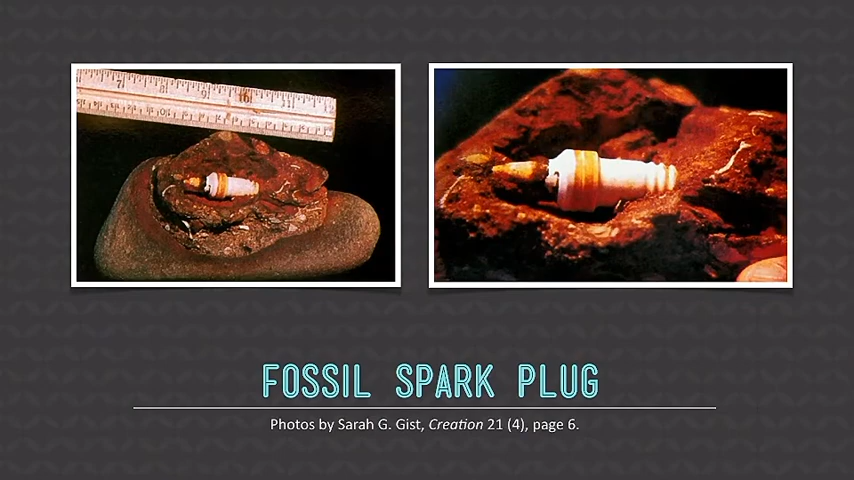 FOSSIL SPARK PLUG
Photos by Sarah G. Gist, Creation 21 (4), page 6.